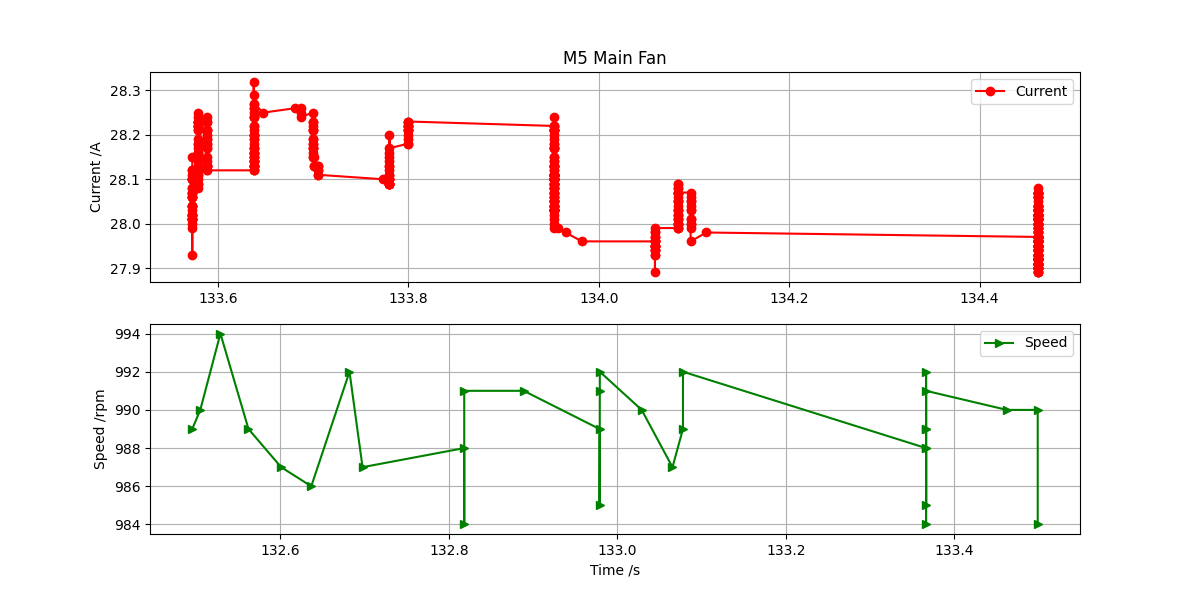 M5 Main Fan
Current /A
28.3
28.2
28.1
28.0
27.9
Current
133.6 133.8 134.0 134.2 134.4
Speed /rpm
994
992
990
988
986
984
Speed
132.6 132.8 133.0 133.2 133.4
Time /s